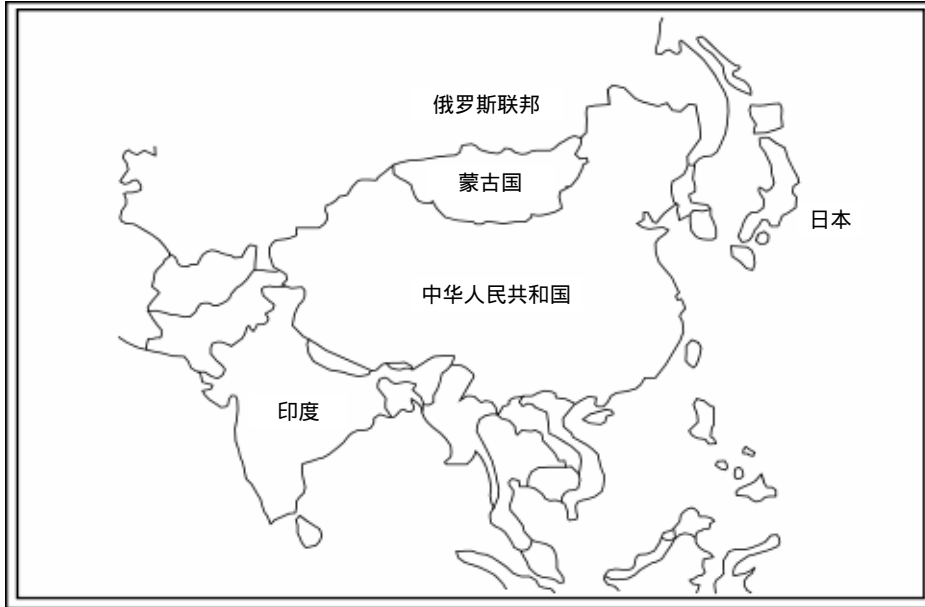 俄罗斯联邦
蒙古国
日本
中华人民共和国
印度